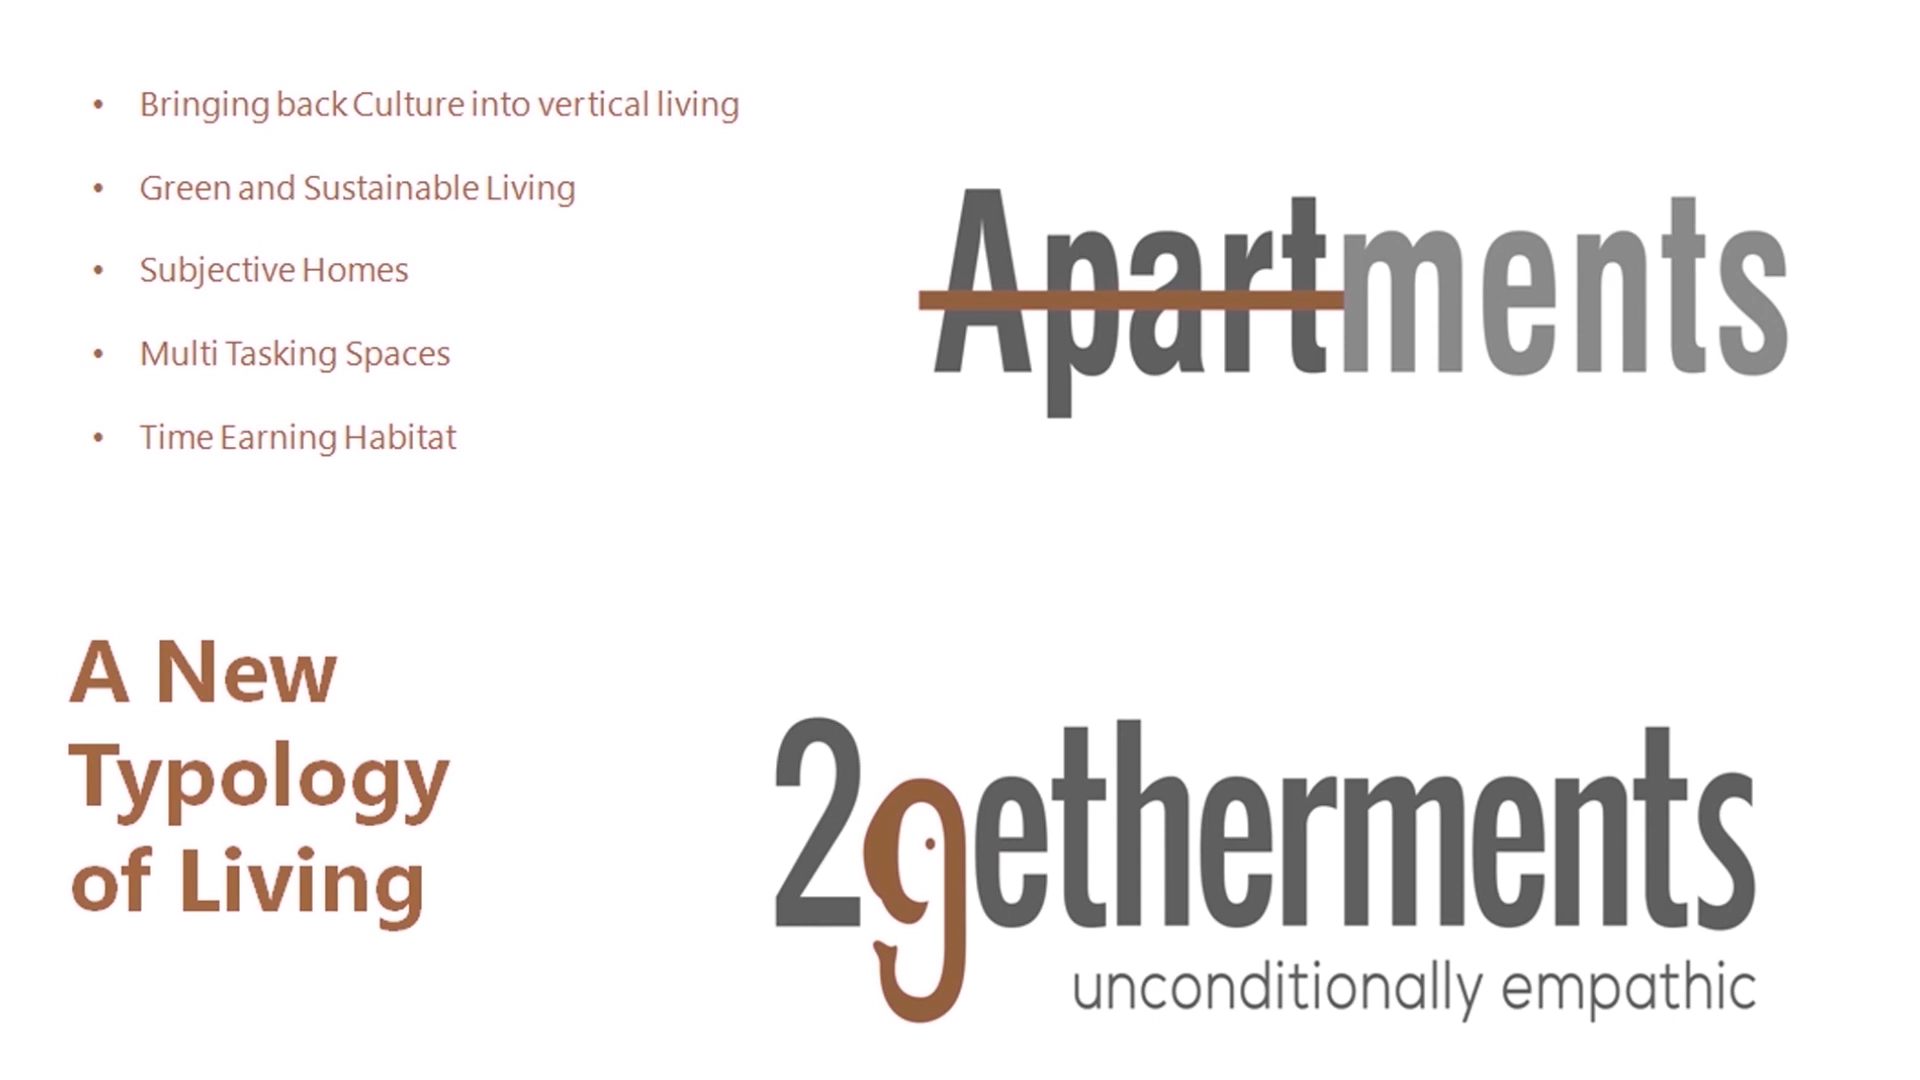 • Bringing back Culture into vertical living
• Green and Sustainable Living
• Subjective Homes
• Multi Tasking Spaces
• Time Earning Habitat
Apartments
A New
Typology
of Living
2getherments
unconditionally empathic